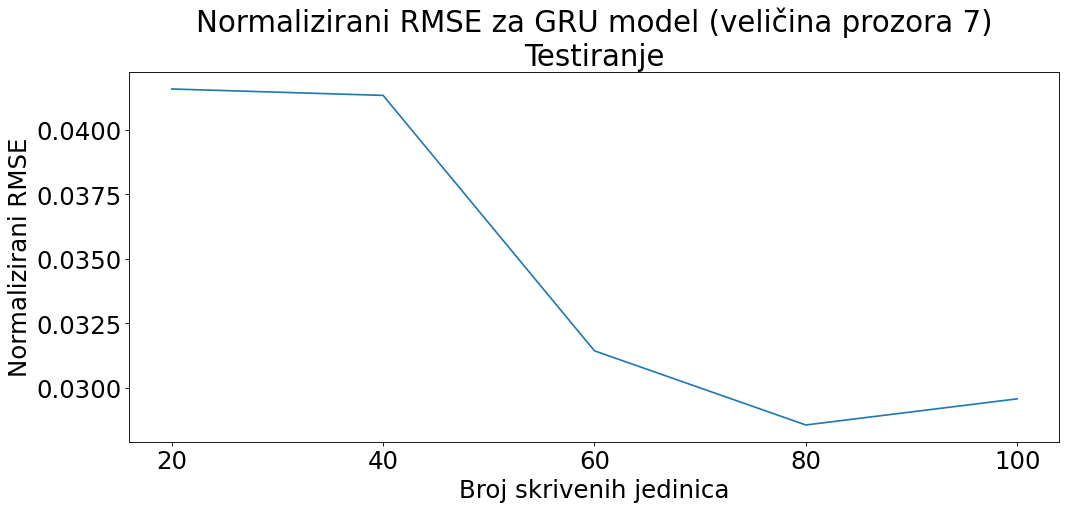 Normalizirani RMSE za GRU model (veličina prozora 7)
Testiranje
Normalizirani RMSE
0.0400
0.0375
0.0350
0.0325
0.0300
20 40 60 80 100
Broj skrivenih jedinica